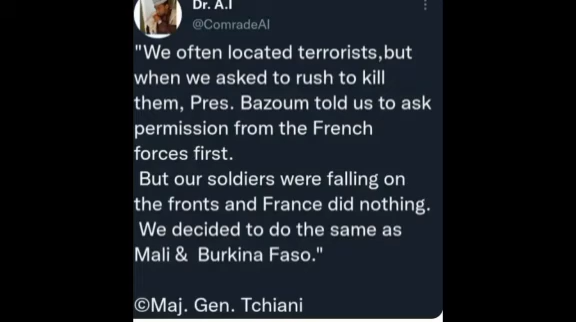 Dr. A.I
@ComradeAI
"We often located terrorists,but
when we asked to rush to kill
them, Pres. Bazoum told us to ask
permission from the French
forces first.
But our soldiers were falling on
the fronts and France did nothing.
We decided to do the same as
Mali & Burkina Faso."
©Maj. Gen. Tchiani